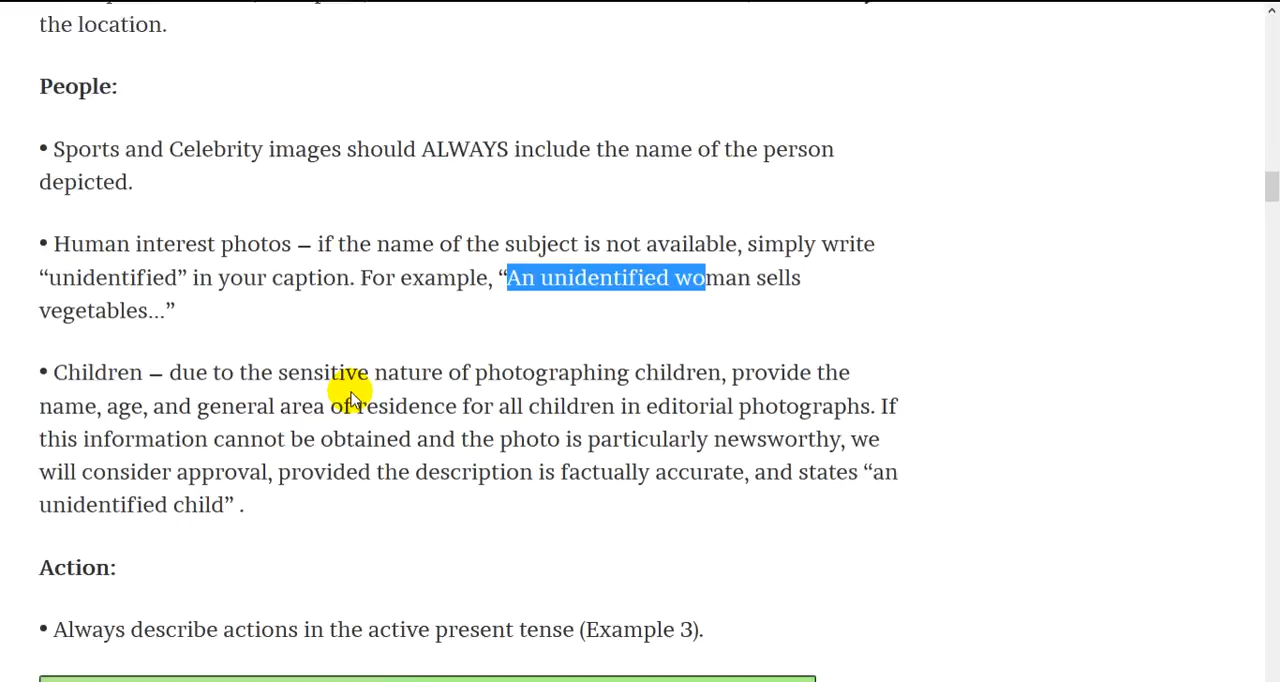 the location.
People:
• Sports and Celebrity images should ALWAYS include the name of the person
depicted.
• Human interest photos – if the name of the subject is not available, simply write
“unidentified” in your caption. For example, “An unidentified woman sells
vegetables…”
• Children – due to the sensitive nature of photographing children, provide the
name, age, and general area of residence for all children in editorial photographs. If
this information cannot be obtained and the photo is particularly newsworthy, we
will consider approval, provided the description is factually accurate, and states “an
unidentified child” .
Action:
• Always describe actions in the active present tense (Example 3).